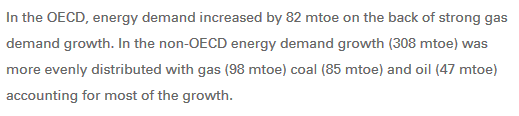 In the OECD, energy demand increased by 82 mtoe on the back of strong gas
demand growth. In the non-OECD energy demand growth (308 mtoe) was
more evenly distributed with gas (98 mtoe) coal (85 mtoe) and oil (47 mtoe)
accounting for most of the growth.